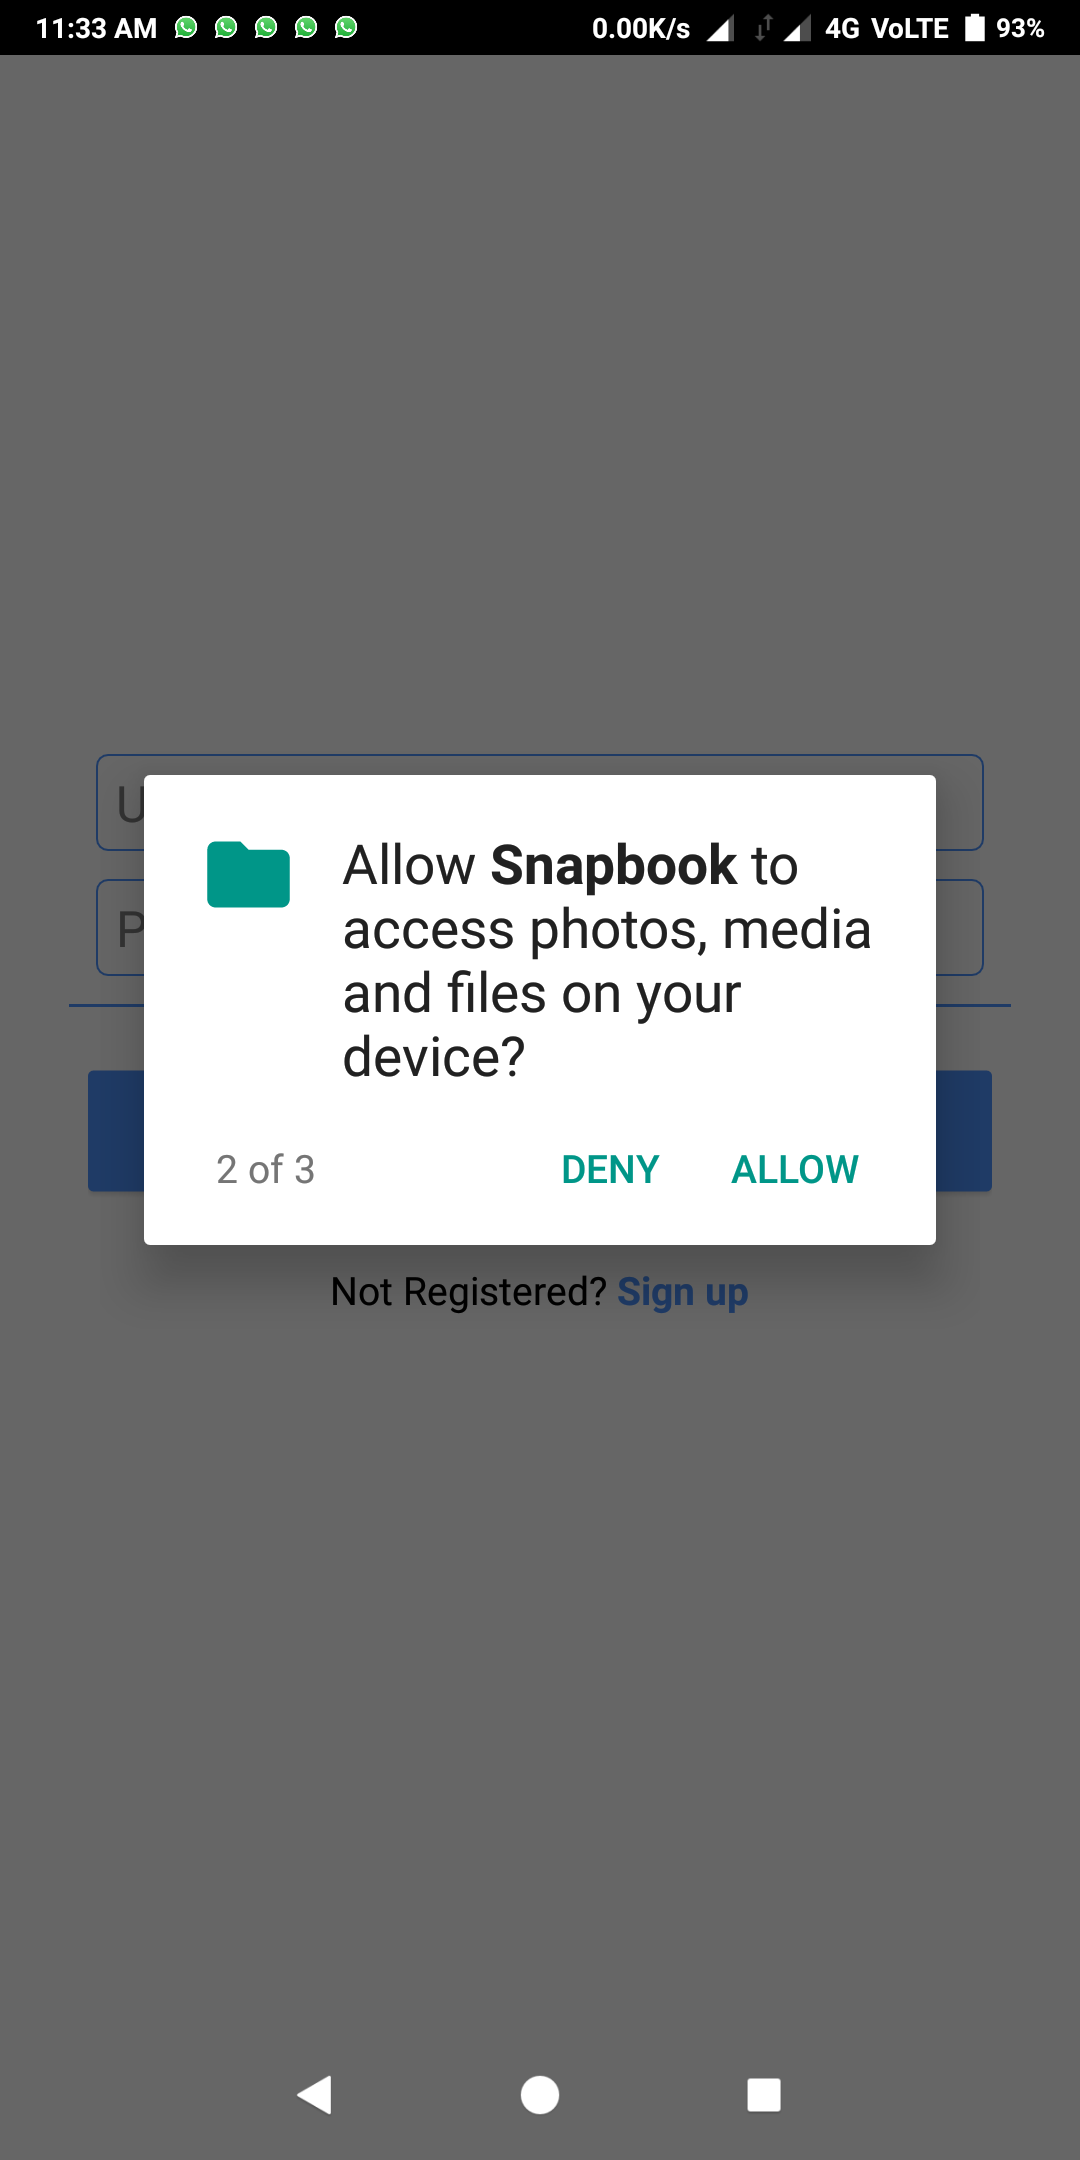 11:33 AM 0.00K/s 4G VoLTE 93%
U
P
Allow Snapbook to
access photos, media
and files on your
device?
2 of 3 DENY ALLOW
Not Registered? Sign up